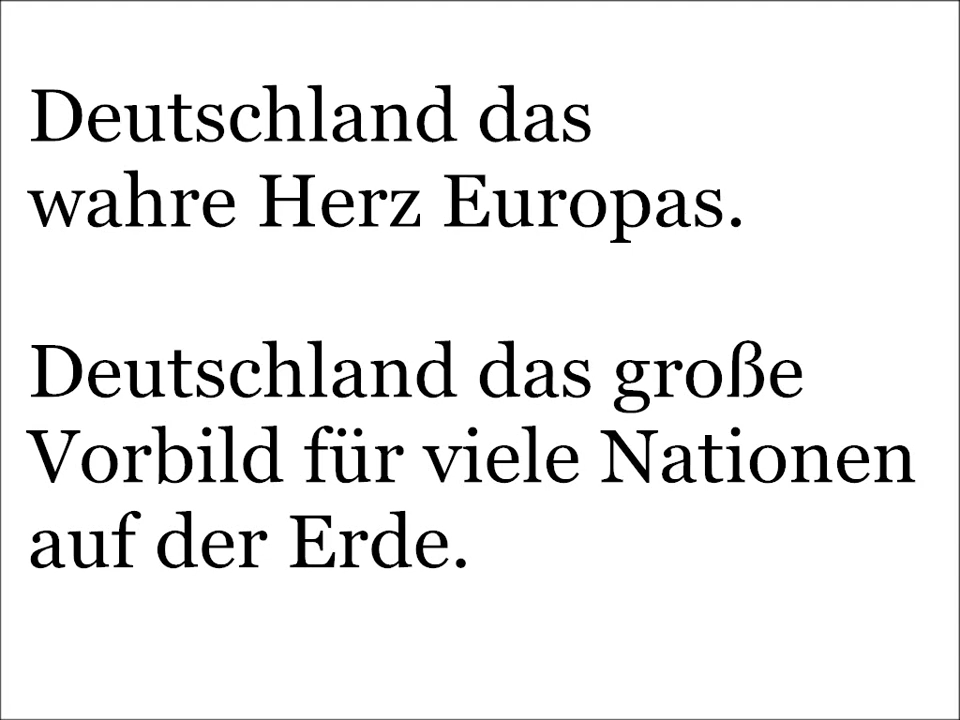 Deutschland das
wahre Herz Europas.
Deutschland das große
Vorbild für viele Nationen
auf der Erde.